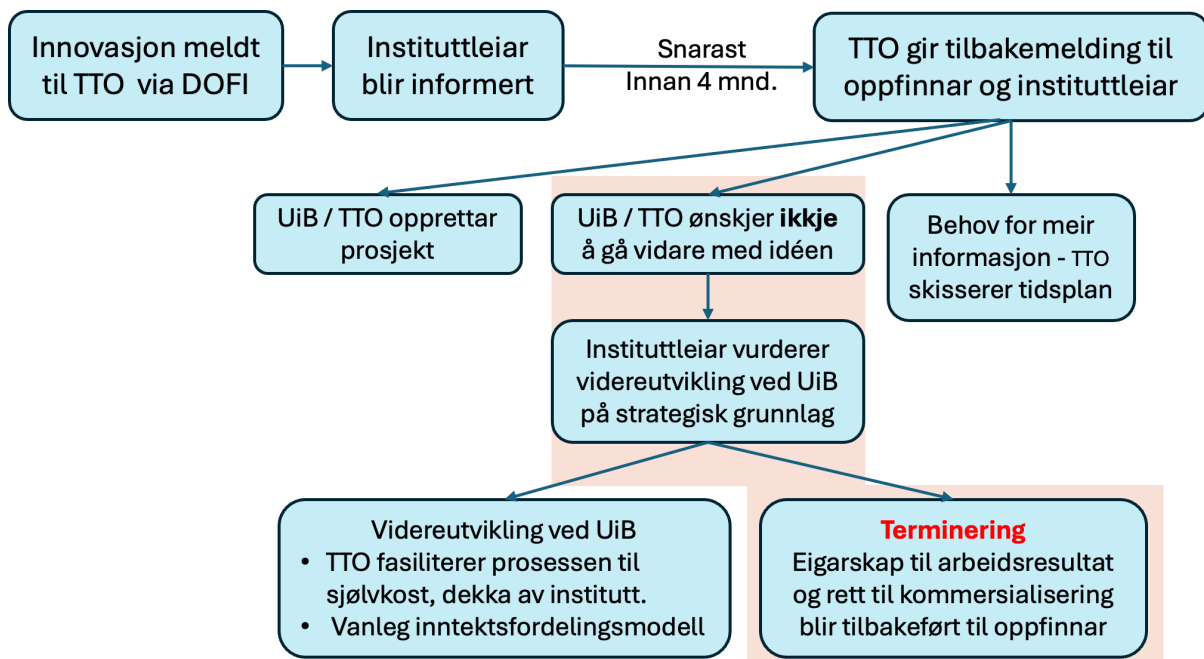 Innovasjon meldt
til TTO via DOFI
Instituttleiar
blir informert
Snarast
Innan 4 mnd.
TTO gir tilbakemelding til
oppfinnar og instituttleiar
UiB / TTO opprettar
prosjekt
UiB / TTO ønskjer ikkje
å gå vidare med idéen
Behov for meir
informasjon - TTO
skisserer tidsplan
Instituttleiar vurderer
videreutvikling ved UiB
på strategisk grunnlag
Videreutvikling ved UiB
• TTO fasiliterer prosessen til
sjølvkost, dekka av institutt.
• Vanleg inntektsfordelingsmodell
Terminering
Eigarskap til arbeidsresultat
og rett til kommersialisering
blir tilbakeført til oppfinnar